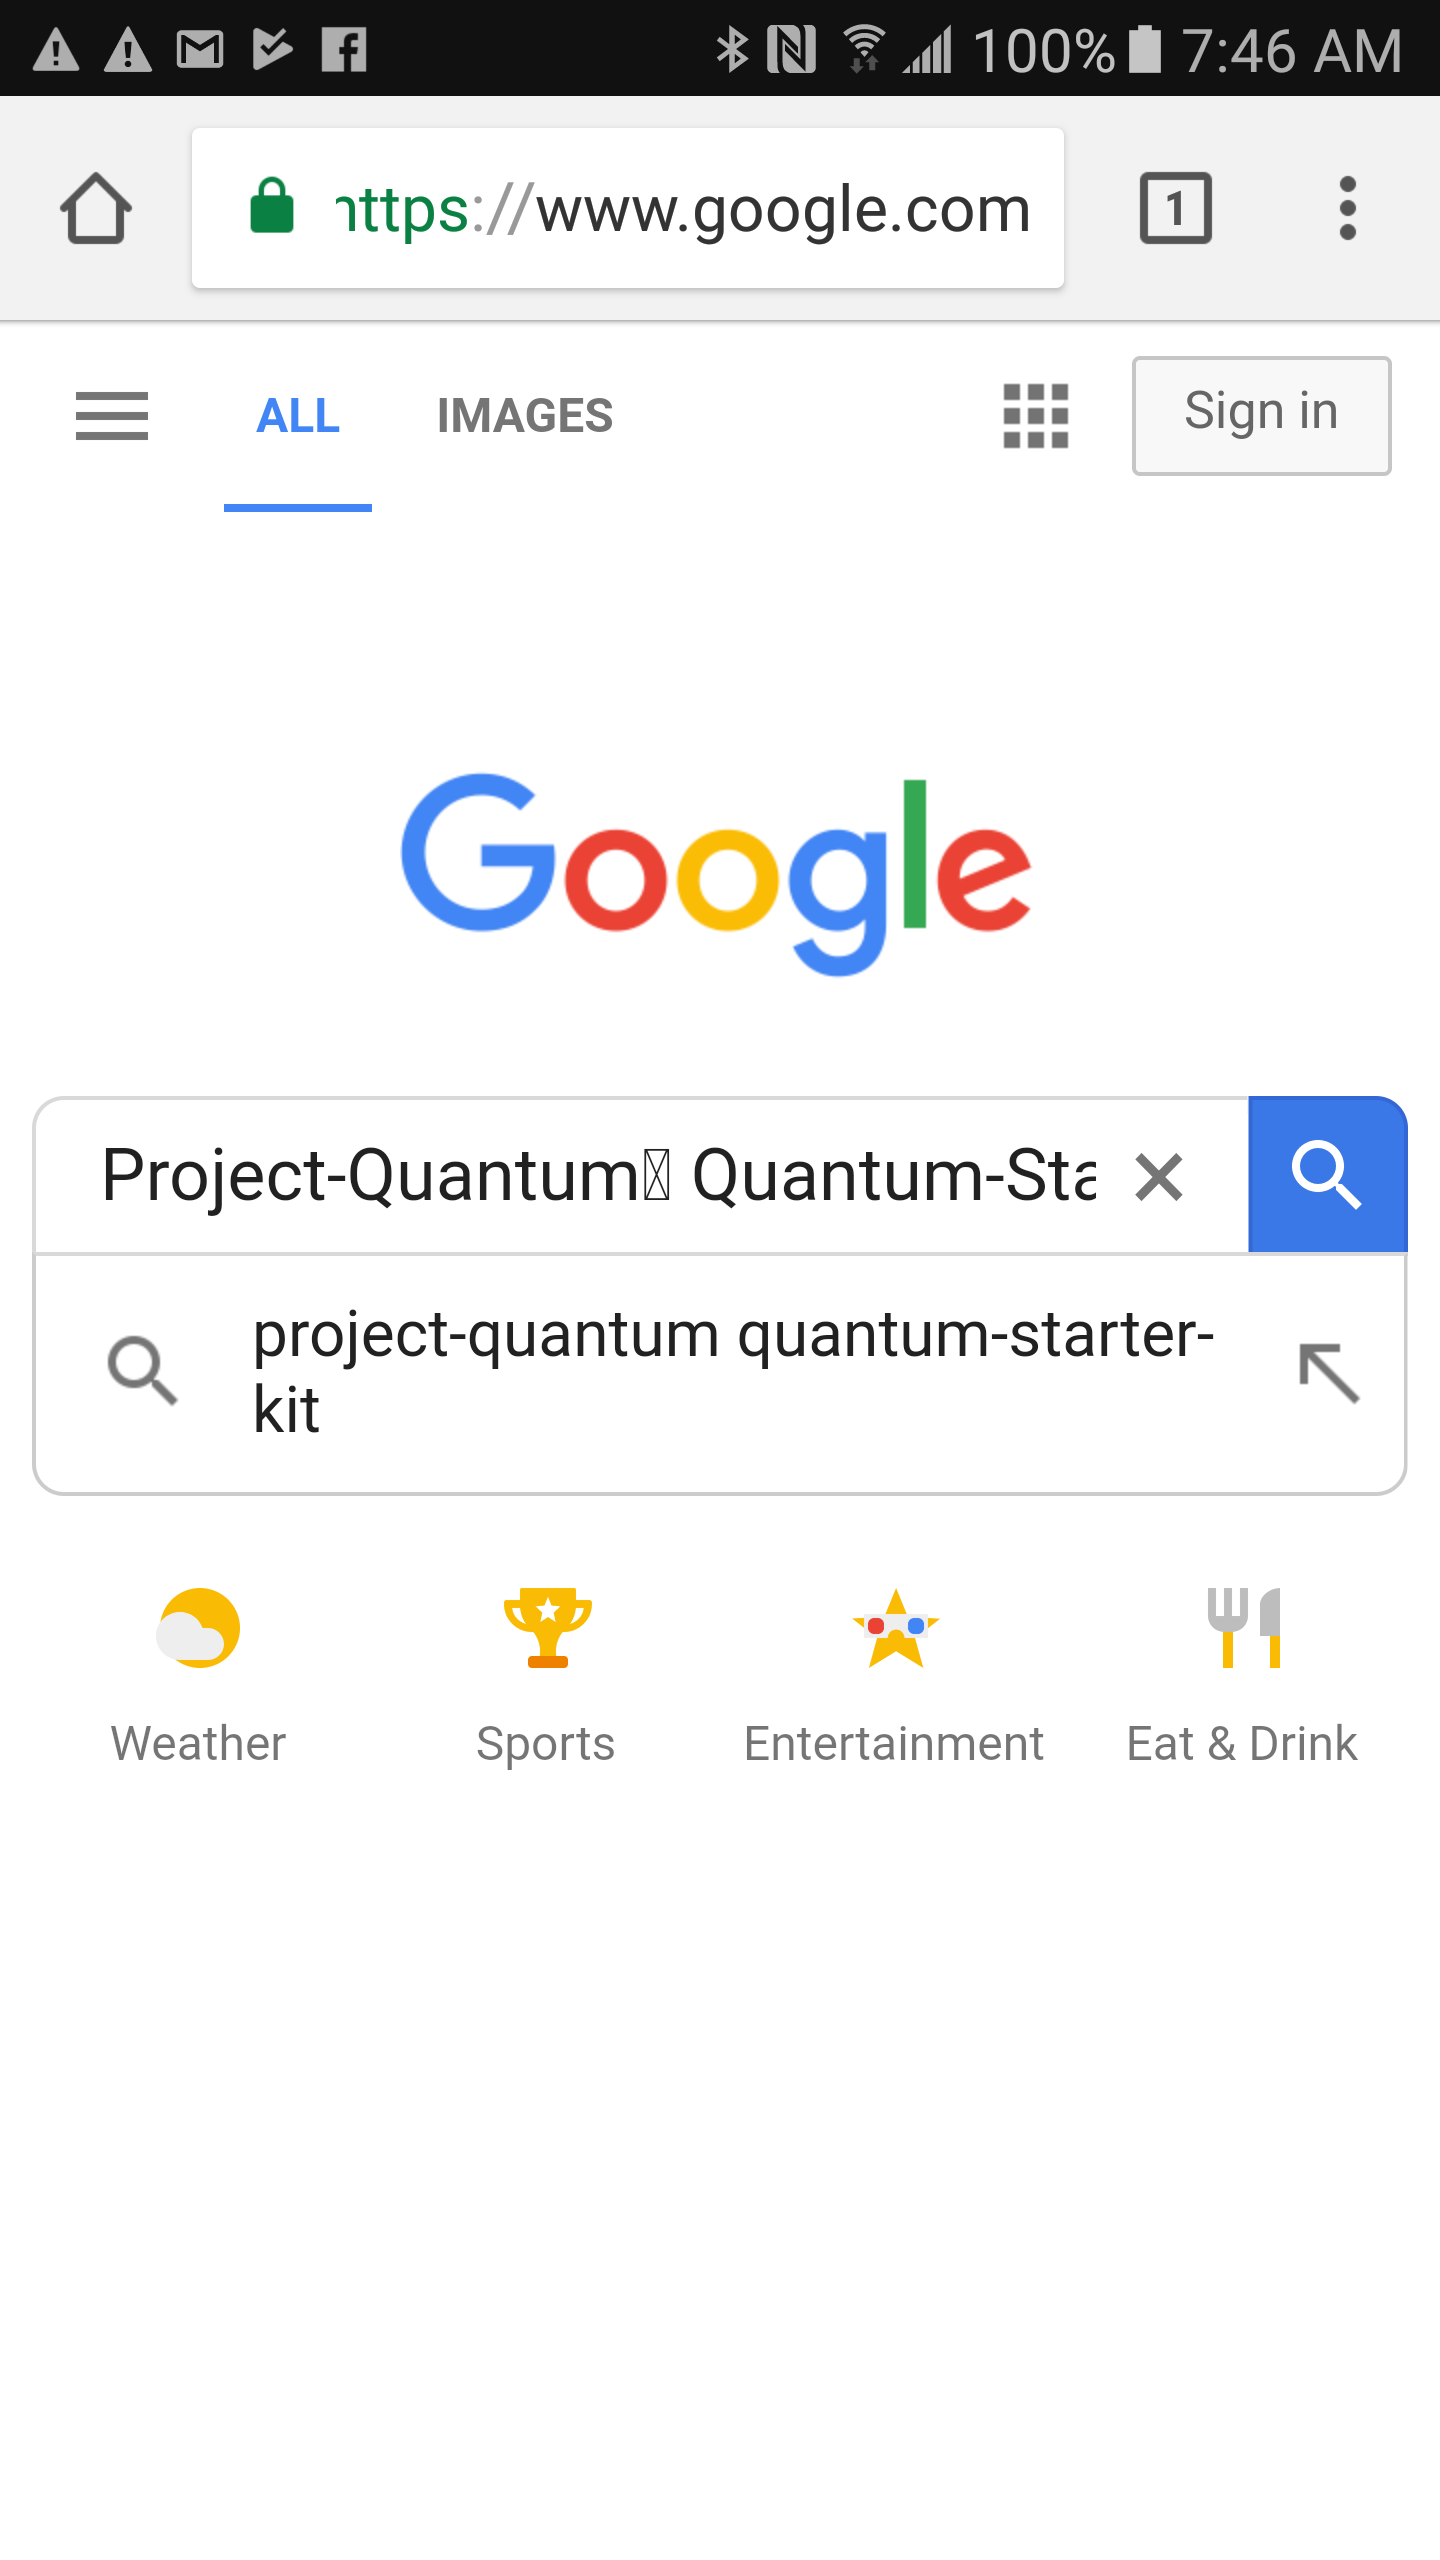 100% 7:46 AM
https://www.google.com 1
ALL IMAGES Sign in
Google
Project-Quantum Quantum-Sta
project-quantum quantum-starter-
kit
Weather Sports Entertainment Eat & Drink